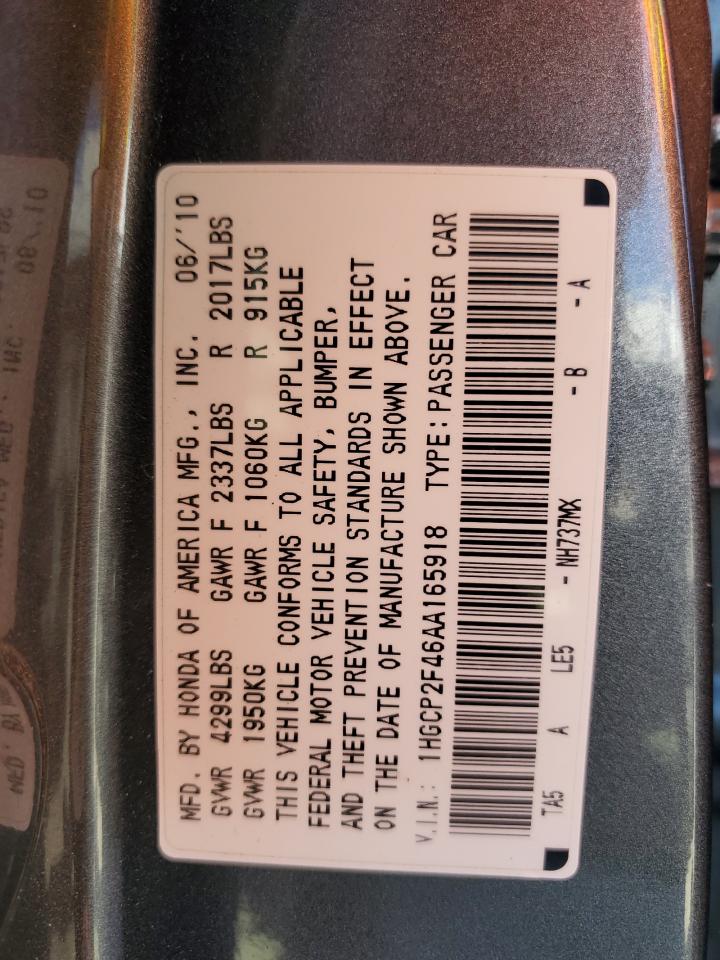 MFD. BY HONDA OF AMERICA MFG., INC. 06/'10
GVWR 4299LBS GAWR F 2337LBS R 2017LBS
GVWR 1950KG GAWR F 1060KG R 915KG
THIS VEHICLE CONFORMS TO ALL APPLICABLE
FEDERAL MOTOR VEHICLE SAFETY, BUMPER,
AND THEFT PREVENTION STANDARDS IN EFFECT
ON THE DATE OF MANUFACTURE SHOWN ABOVE.
V.I.N.: 1HGCP2F46AA165918 TYPE: PASSENGER CAR
TA5 A LE5 - NH737MX - B - A